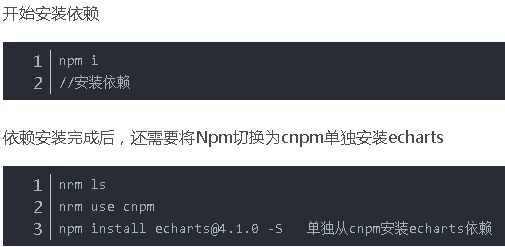 开始安装依赖
1 npm i
2 //安装依赖
依赖安装完成后，还需要将Npm切换为cnpm单独安装echarts
1 nrm ls
2 nrm use cnpm
3 npm install echarts@4.1.0 -S   单独从cnpm安装echarts依赖